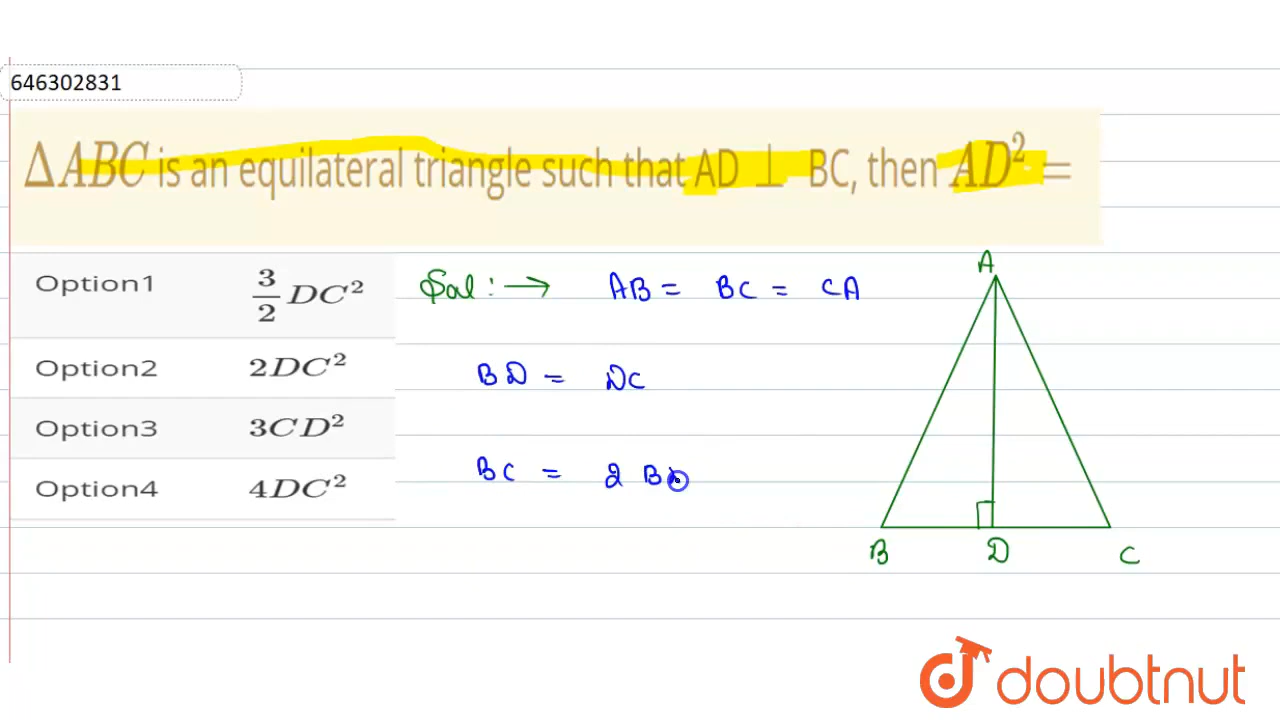 646302831
ΔABC is an equilateral triangle such that AD ⊥ BC, then AD² =
Option1 3/2 DC²
Option2 2DC²
Option3 3CD²
Option4 4DC²
Sol : → AB = BC = CA
BD = DC
BC = 2 B
A
B D C
doubtnut